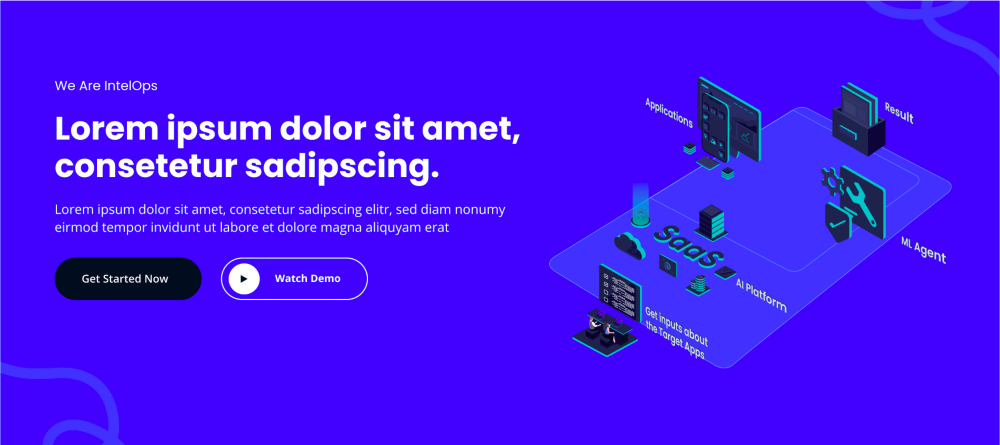 We Are IntelOps
Lorem ipsum dolor sit amet,
consetetur sadipscing.
Lorem ipsum dolor sit amet, consetetur sadipscing elitr, sed diam nonumy
eirmod tempor invidunt ut labore et dolore magna aliquyam erat
Get Started Now
Watch Demo
Applications
Result
ML Agent
saas
AI Platform
Get inputs about
the Target Apps